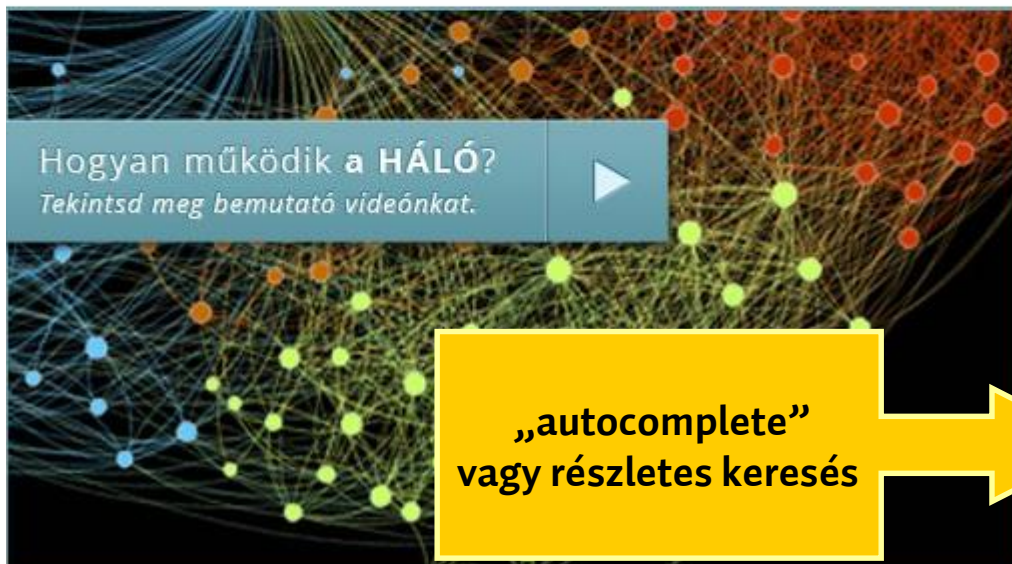 Hogyan működik a HÁLÓ?
Tekintsd meg bemutató videónkat.
„autocomplete”
vagy részletes keresés